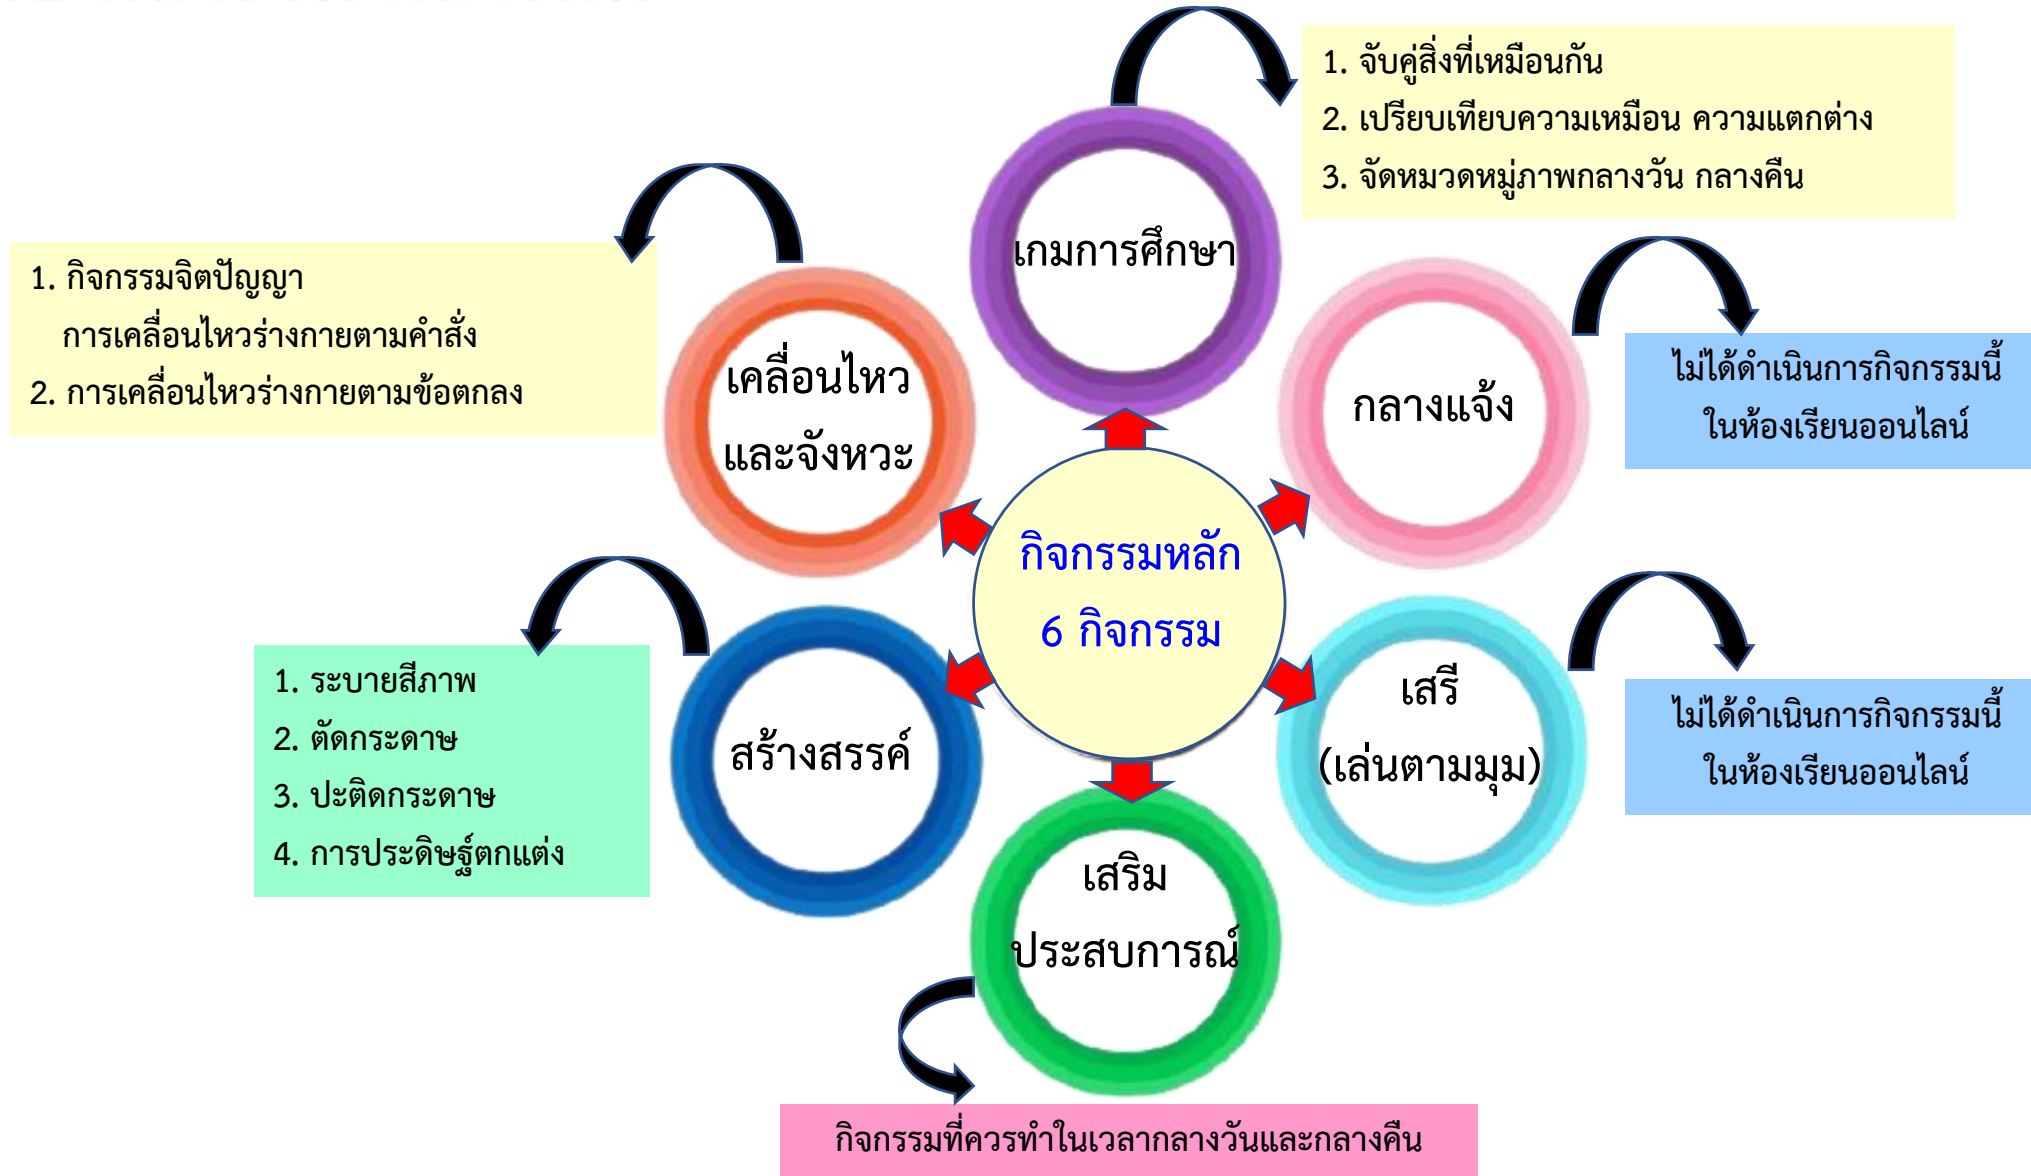 1. จับคู่สิ่งที่เหมือนกัน
2. เปรียบเทียบความเหมือน ความแตกต่าง
3. จัดหมวดหมู่ภาพกลางวัน กลางคืน
เกมการศึกษา
1. กิจกรรมจิตปัญญา
การเคลื่อนไหวร่างกายตามคำสั่ง
2. การเคลื่อนไหวร่างกายตามข้อตกลง
เคลื่อนไหว
และจังหวะ
กลางแจ้ง
ไม่ได้ดำเนินการกิจกรรมนี้
ในห้องเรียนออนไลน์
กิจกรรมหลัก
6 กิจกรรม
1. ระบายสีภาพ
2. ตัดกระดาษ
3. ปะติดกระดาษ
4. การประดิษฐ์ตกแต่ง
สร้างสรรค์
เสรี
(เล่นตามมุม)
ไม่ได้ดำเนินการกิจกรรมนี้
ในห้องเรียนออนไลน์
เสริม
ประสบการณ์
กิจกรรมที่ควรทำในเวลากลางวันและกลางคืน